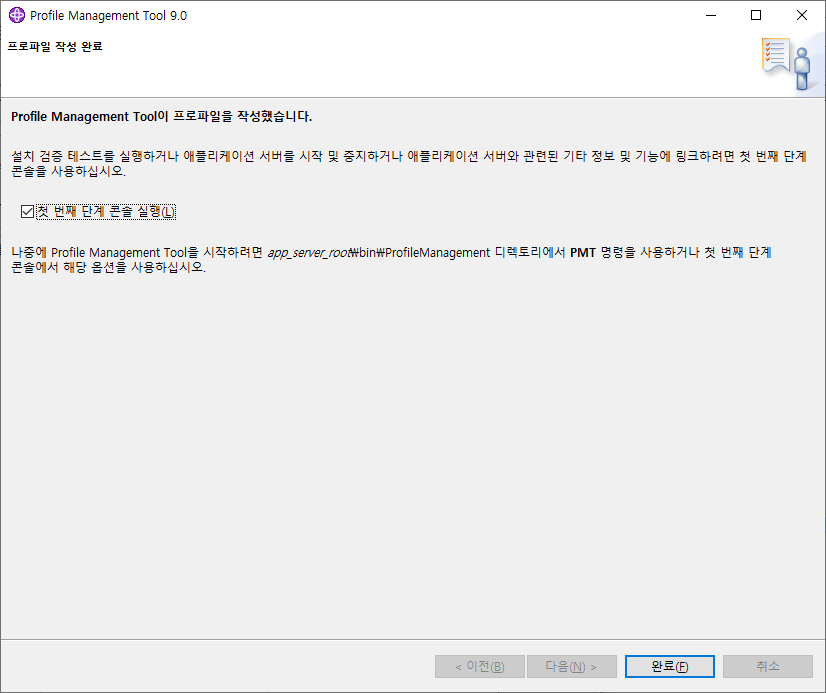 Profile Management Tool 9.0
프로파일 작성 완료
Profile Management Tool이 프로파일을 작성했습니다.
설치 검증 테스트를 실행하거나 애플리케이션 서버를 시작 및 중지하거나 애플리케이션 서버와 관련된 기타 정보 및 기능에 링크하려면 첫 번째 단계
콘솔을 사용하십시오.
첫 번째 단계 콘솔 실행(L)
나중에 Profile Management Tool을 시작하려면 app_server_root₩bin₩ProfileManagement 디렉토리에서 PMT 명령을 사용하거나 첫 번째 단계
콘솔에서 해당 옵션을 사용하십시오.
< 이전(B) 다음(N) > 완료(F) 취소